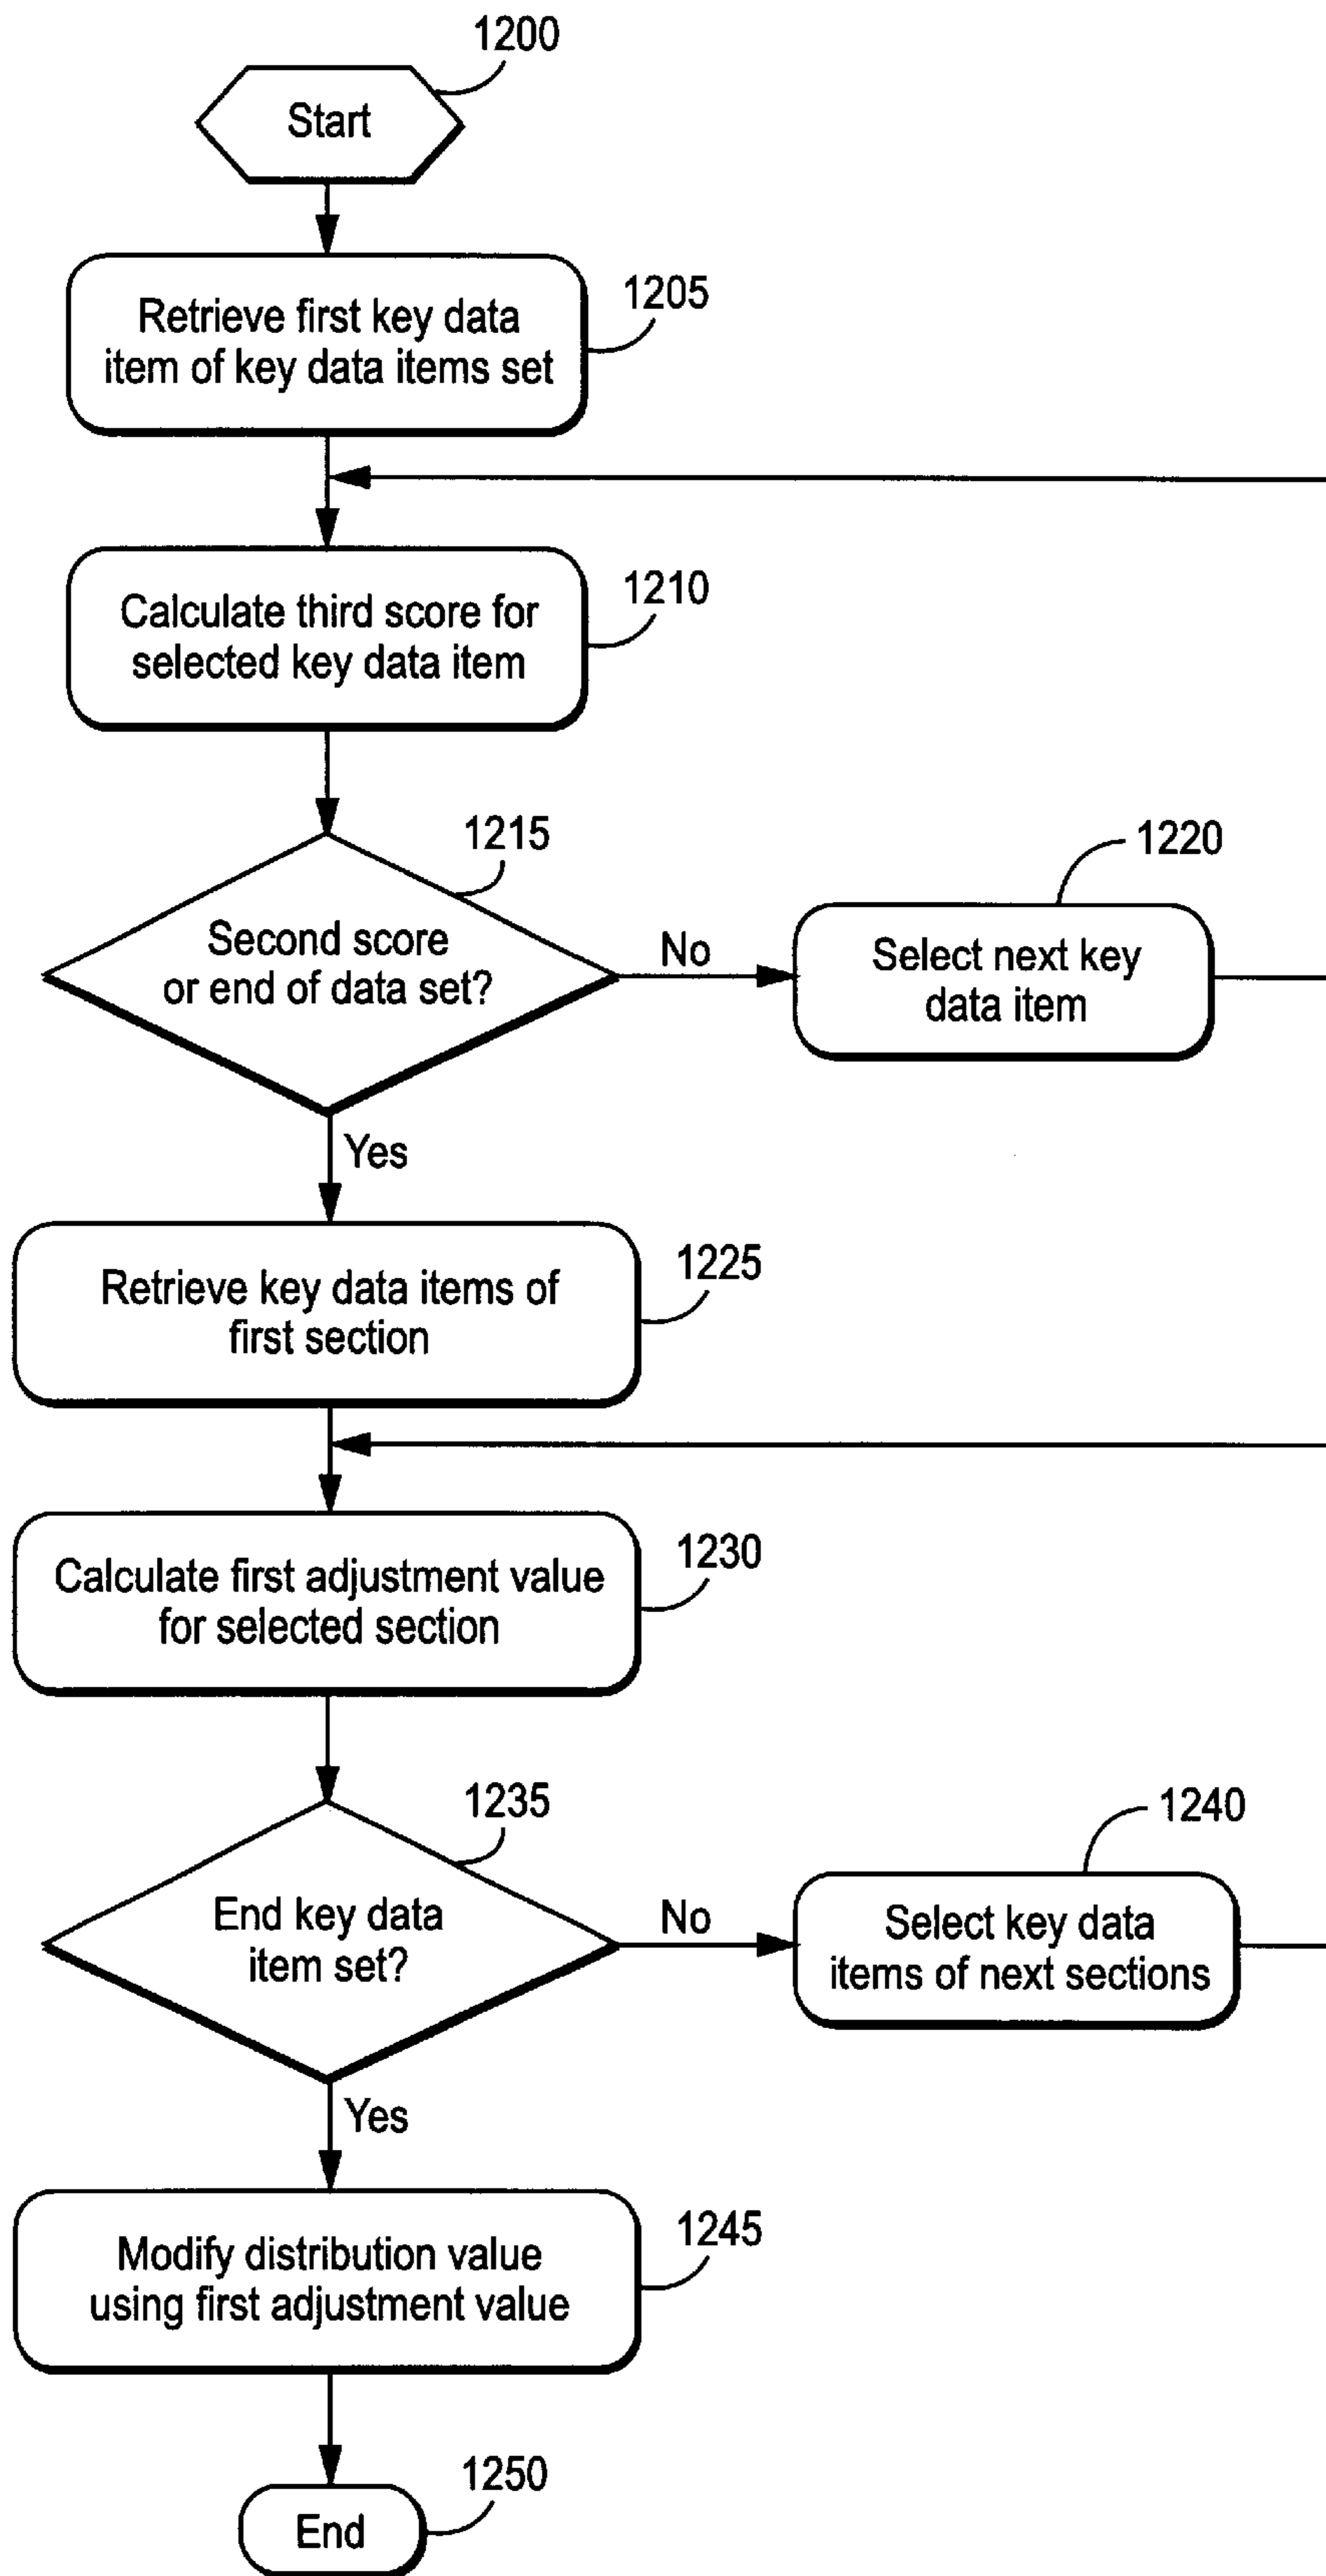 1200
Start
1205
Retrieve first key data
item of key data items set
1210
Calculate third score for
selected key data item
1215
Second score
or end of data set?
No
1220
Select next key
data item
Yes
1225
Retrieve key data items of
first section
1230
Calculate first adjustment value
for selected section
1235
End key data
item set?
No
1240
Select key data
items of next sections
Yes
1245
Modify distribution value
using first adjustment value
1250
End